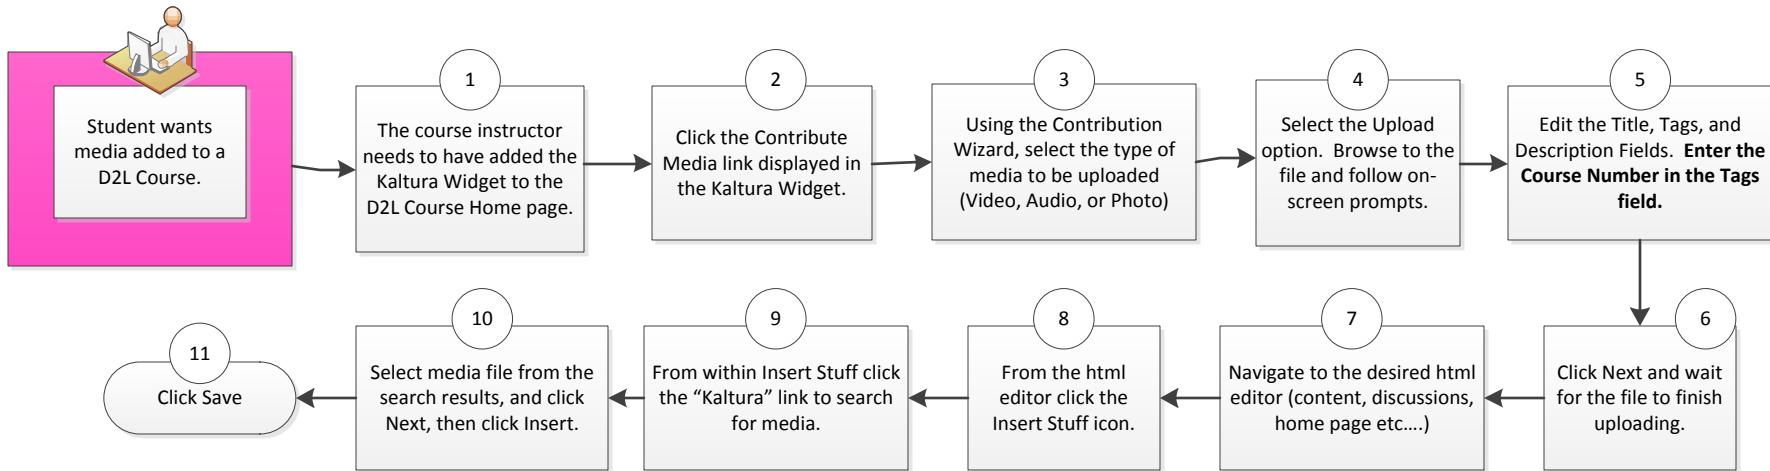 Student wants
media added to a
D2L Course.
1
The course instructor
needs to have added the
Kaltura Widget to the
D2L Course Home page.
2
Click the Contribute
Media link displayed in
the Kaltura Widget.
3
Using the Contribution
Wizard, select the type of
media to be uploaded
(Video, Audio, or Photo)
4
Select the Upload
option.  Browse to the
file and follow on-
screen prompts.
5
Edit the Title, Tags, and
Description Fields.  Enter the
Course Number in the Tags
field.
6
Click Next and wait
for the file to finish
uploading.
7
Navigate to the desired html
editor (content, discussions,
home page etc….)
8
From the html
editor click the
Insert Stuff icon.
9
From within Insert Stuff click
the “Kaltura” link to search
for media.
10
Select media file from the
search results, and click
Next, then click Insert.
11
Click Save